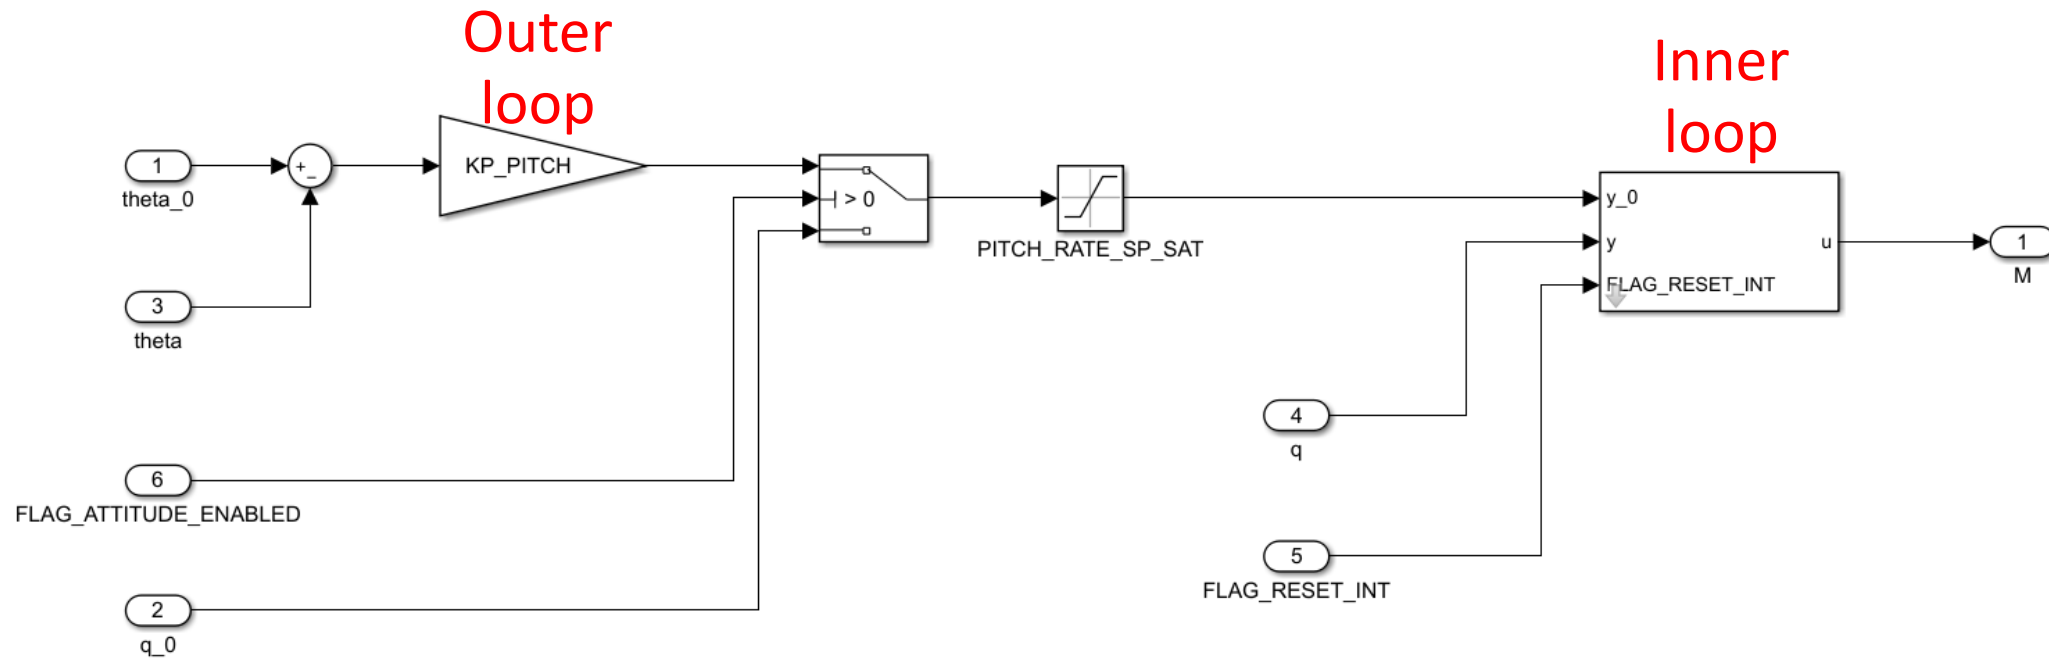 Outer
loop
Inner
loop
1
theta_0
+
_
KP_PITCH
> 0
PITCH_RATE_SP_SAT
y_0
y
u
FLAG_RESET_INT
1
M
3
theta
4
q
6
FLAG_ATTITUDE_ENABLED
5
FLAG_RESET_INT
2
q_0